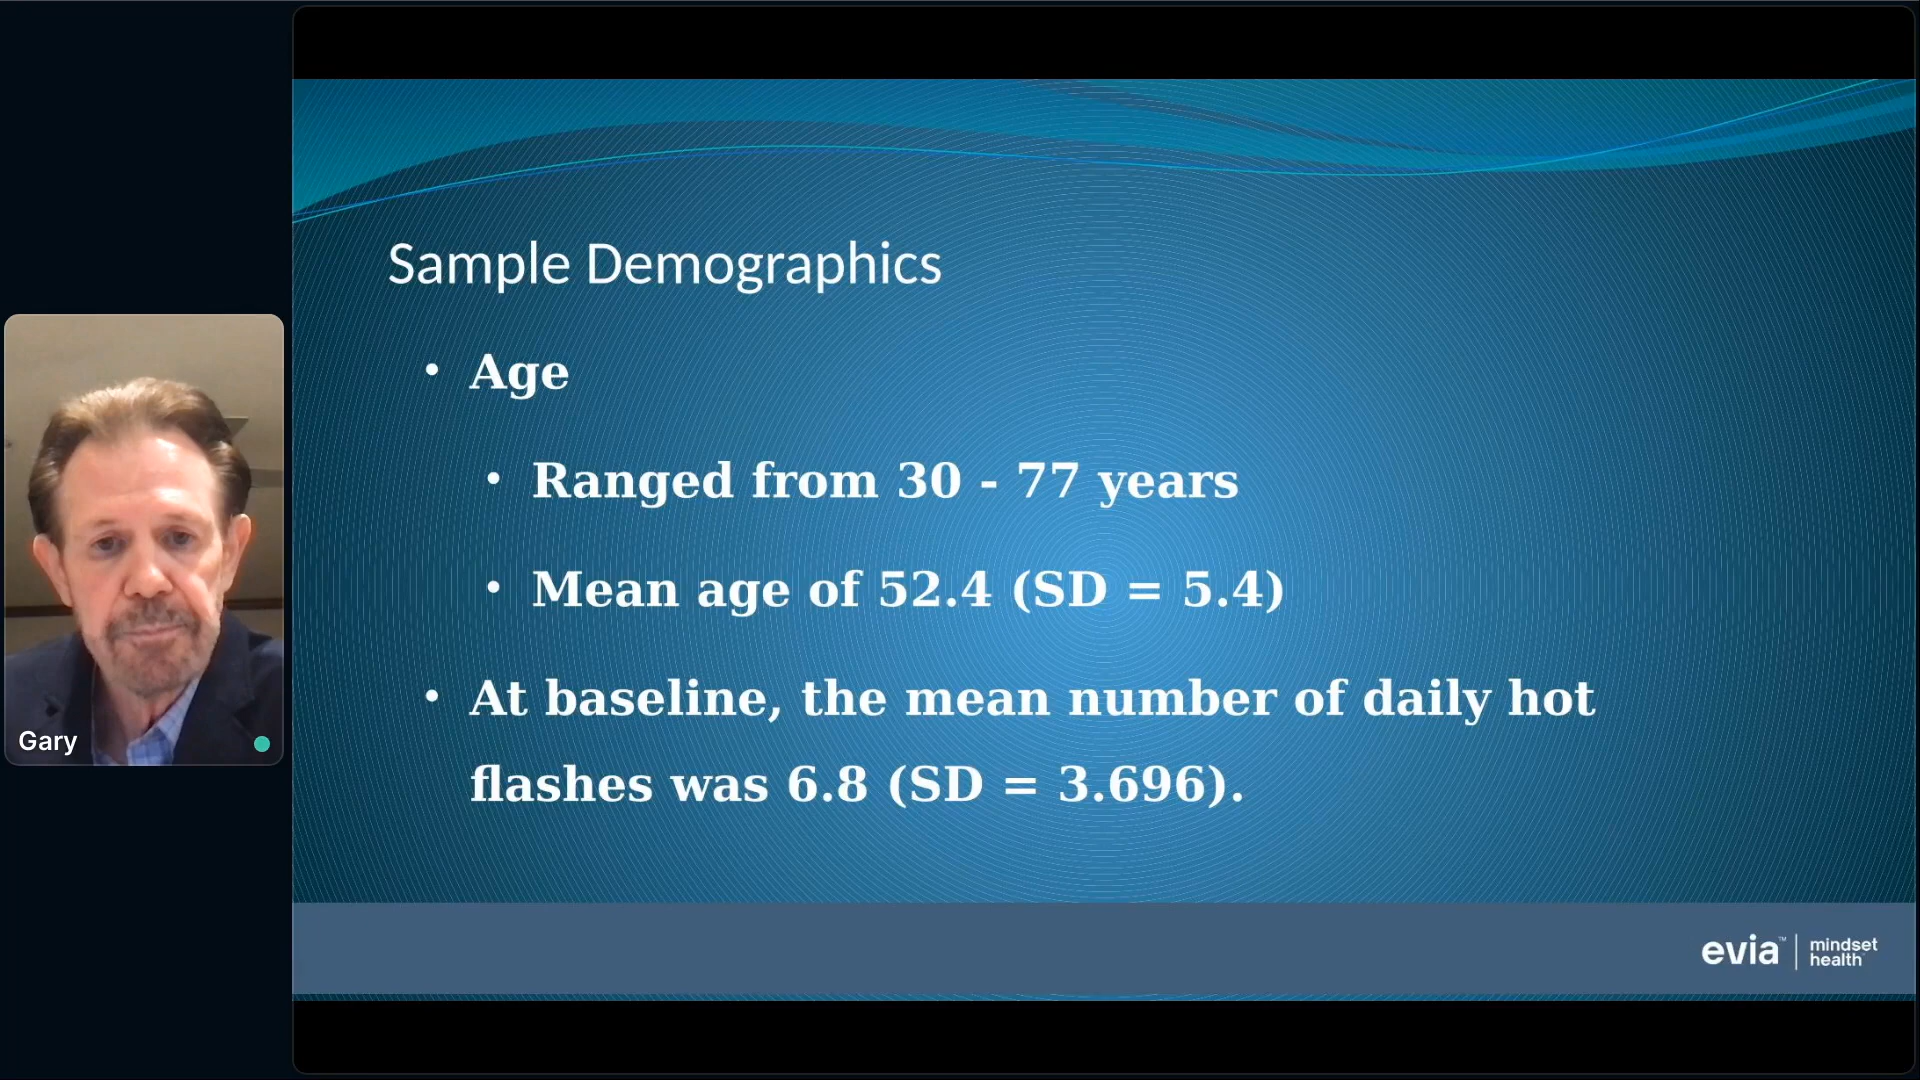 Sample Demographics
• Age
• Ranged from 30 - 77 years
• Mean age of 52.4 (SD = 5.4)
• At baseline, the mean number of daily hot
flashes was 6.8 (SD = 3.696).
Gary
evia™ | mindset
health